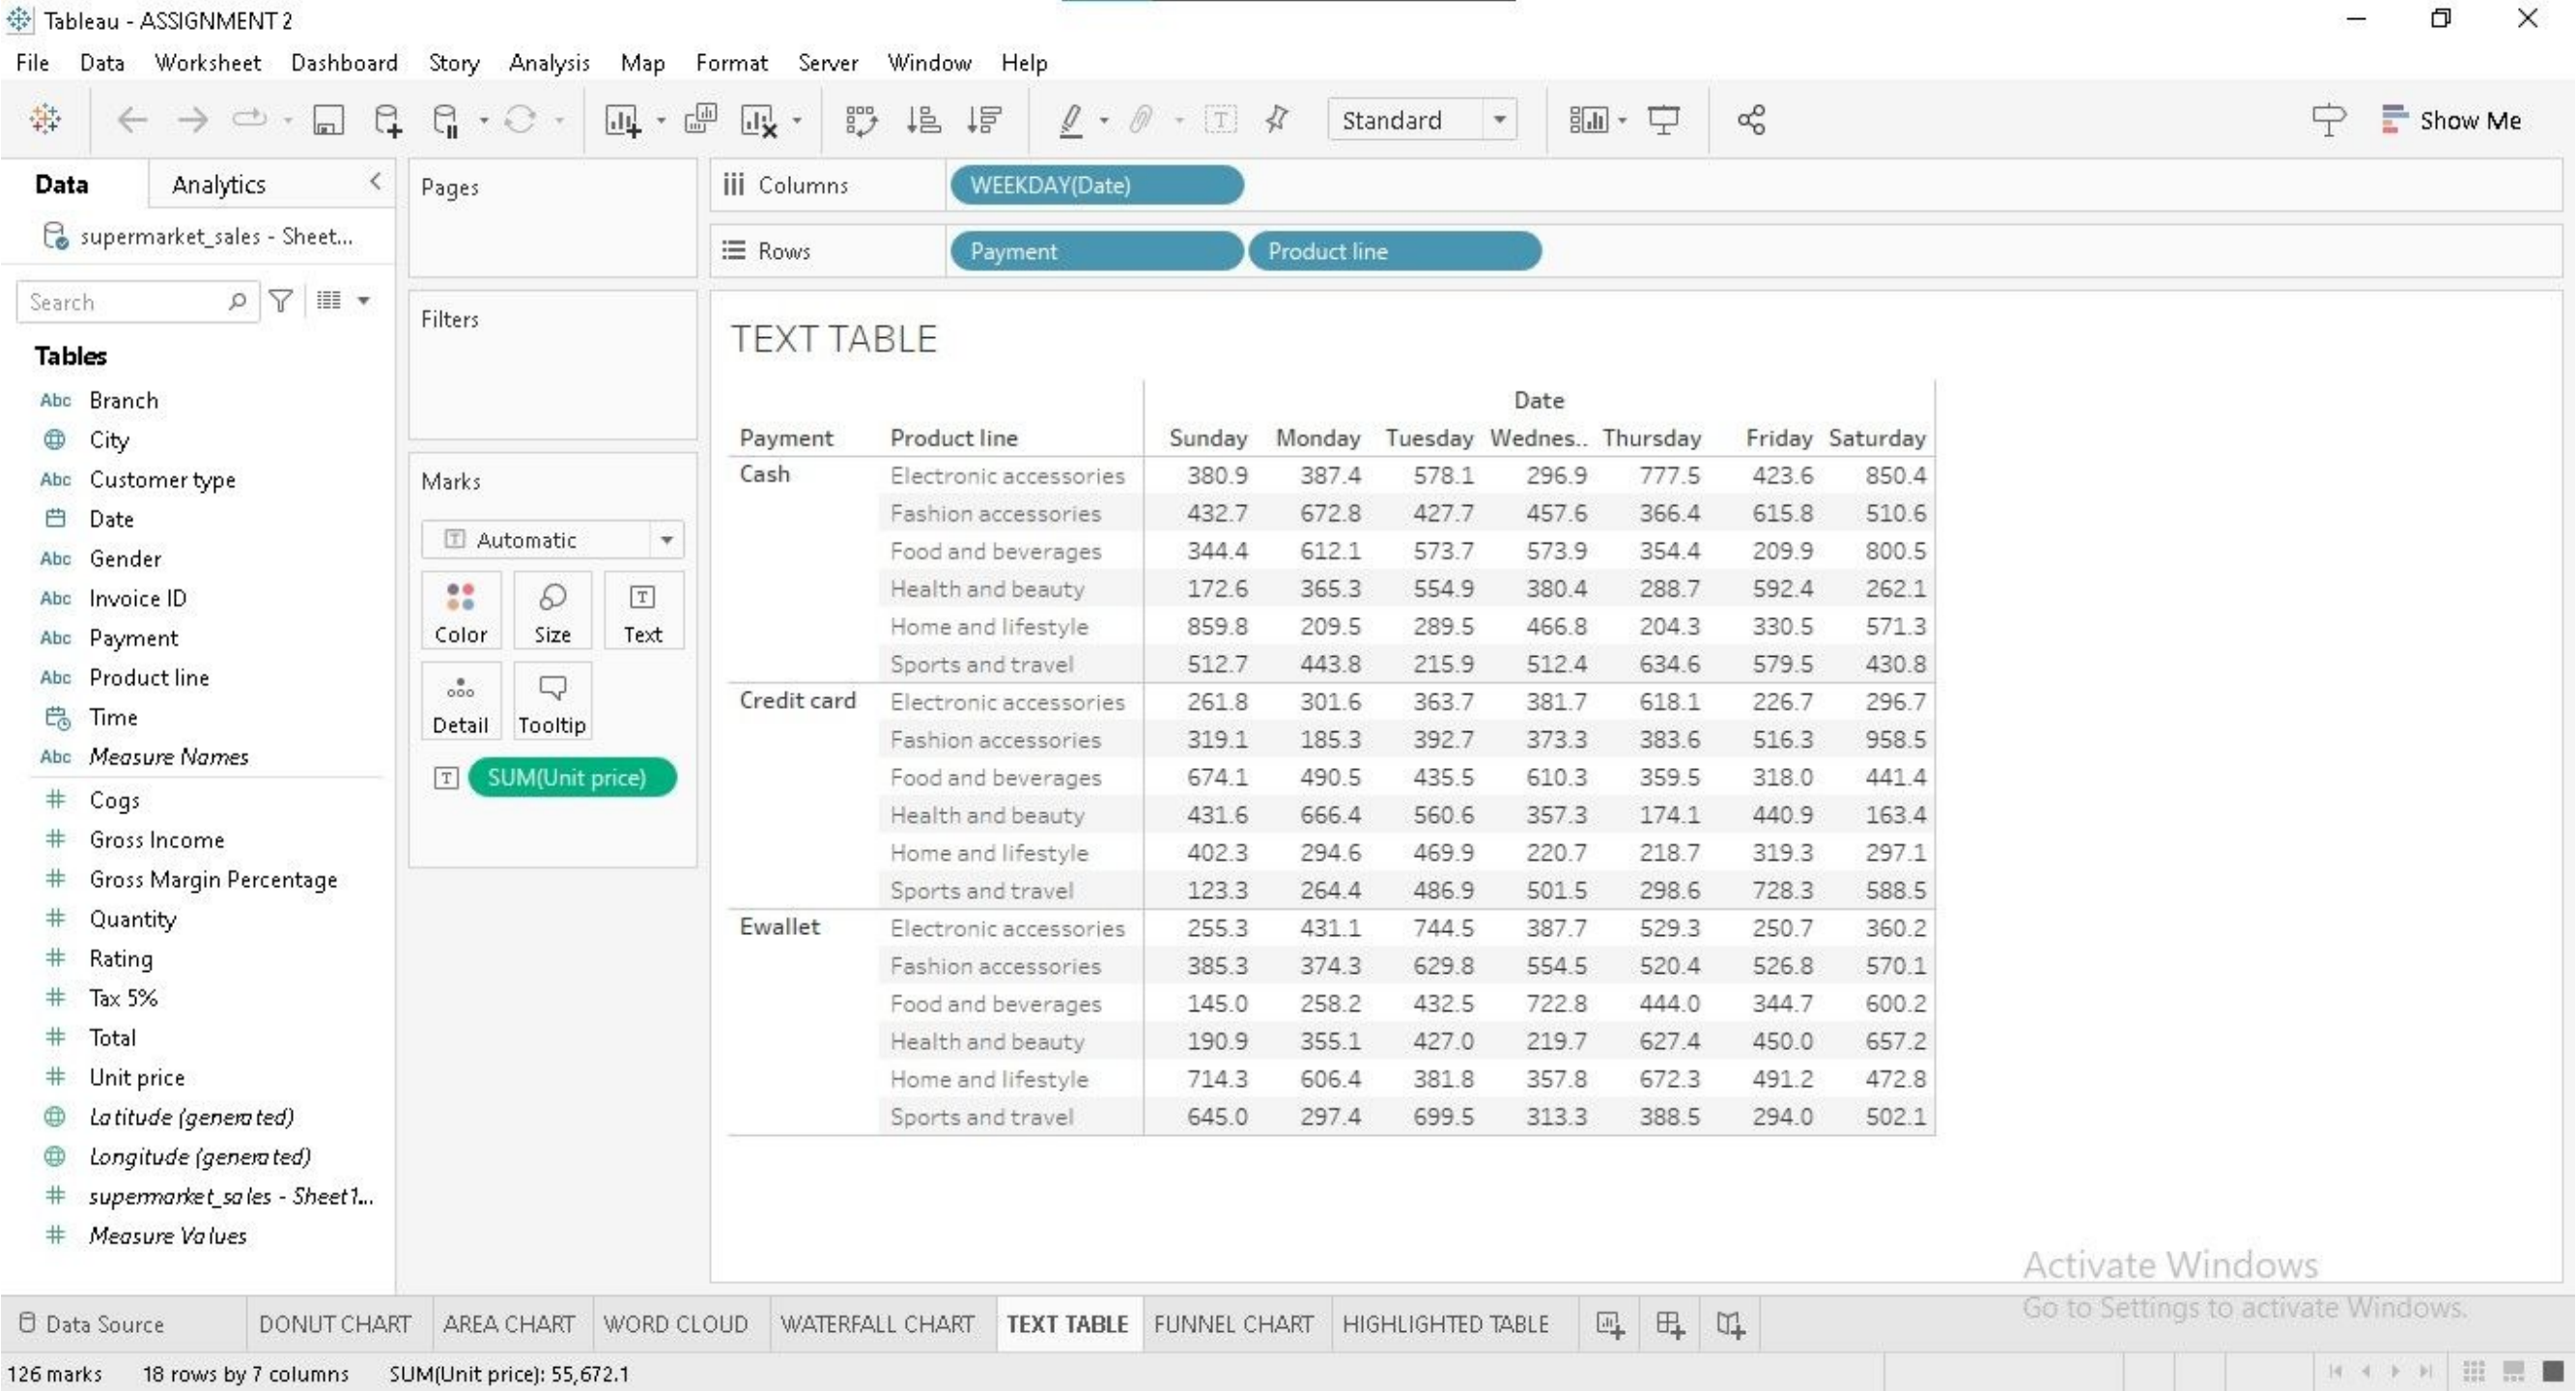 Tableau - ASSIGNMENT 2
File Data Worksheet Dashboard Story Analysis Map Format Server Window Help
Standard Show Me
Data Analytics
supermarket_sales - Sheet...
Search
Tables
Abc Branch
City
Abc Customer type
Date
Abc Gender
Abc Invoice ID
Abc Payment
Abc Product line
Time
Abc Measure Names
# Cogs
# Gross Income
# Gross Margin Percentage
# Quantity
# Rating
# Tax 5%
# Total
# Unit price
Latitude (generated)
Longitude (generated)
# supermarket_sales - Sheet1...
# Measure Values
Pages
Filters
Marks
T Automatic
Color Size T Text
Detail Tooltip
T SUM(Unit price)
iii Columns WEEKDAY(Date)
Rows Payment Product line
TEXT TABLE
Date
Payment Product line Sunday Monday Tuesday Wednes.. Thursday Friday Saturday
Cash Electronic accessories 380.9 387.4 578.1 296.9 777.5 423.6 850.4
Fashion accessories 432.7 672.8 427.7 457.6 366.4 615.8 510.6
Food and beverages 344.4 612.1 573.7 573.9 354.4 209.9 800.5
Health and beauty 172.6 365.3 554.9 380.4 288.7 592.4 262.1
Home and lifestyle 859.8 209.5 289.5 466.8 204.3 330.5 571.3
Sports and travel 512.7 443.8 215.9 512.4 634.6 579.5 430.8
Credit card Electronic accessories 261.8 301.6 363.7 381.7 618.1 226.7 296.7
Fashion accessories 319.1 185.3 392.7 373.3 383.6 516.3 958.5
Food and beverages 674.1 490.5 435.5 610.3 359.5 318.0 441.4
Health and beauty 431.6 666.4 560.6 357.3 174.1 440.9 163.4
Home and lifestyle 402.3 294.6 469.9 220.7 218.7 319.3 297.1
Sports and travel 123.3 264.4 486.9 501.5 298.6 728.3 588.5
Ewallet Electronic accessories 255.3 431.1 744.5 387.7 529.3 250.7 360.2
Fashion accessories 385.3 374.3 629.8 554.5 520.4 526.8 570.1
Food and beverages 145.0 258.2 432.5 722.8 444.0 344.7 600.2
Health and beauty 190.9 355.1 427.0 219.7 627.4 450.0 657.2
Home and lifestyle 714.3 606.4 381.8 357.8 672.3 491.2 472.8
Sports and travel 645.0 297.4 699.5 313.3 388.5 294.0 502.1
Activate Windows
Go to Settings to activate Windows.
Data Source DONUT CHART AREA CHART WORD CLOUD WATERFALL CHART TEXT TABLE FUNNEL CHART HIGHLIGHTED TABLE
126 marks 18 rows by 7 columns SUM(Unit price): 55,672.1